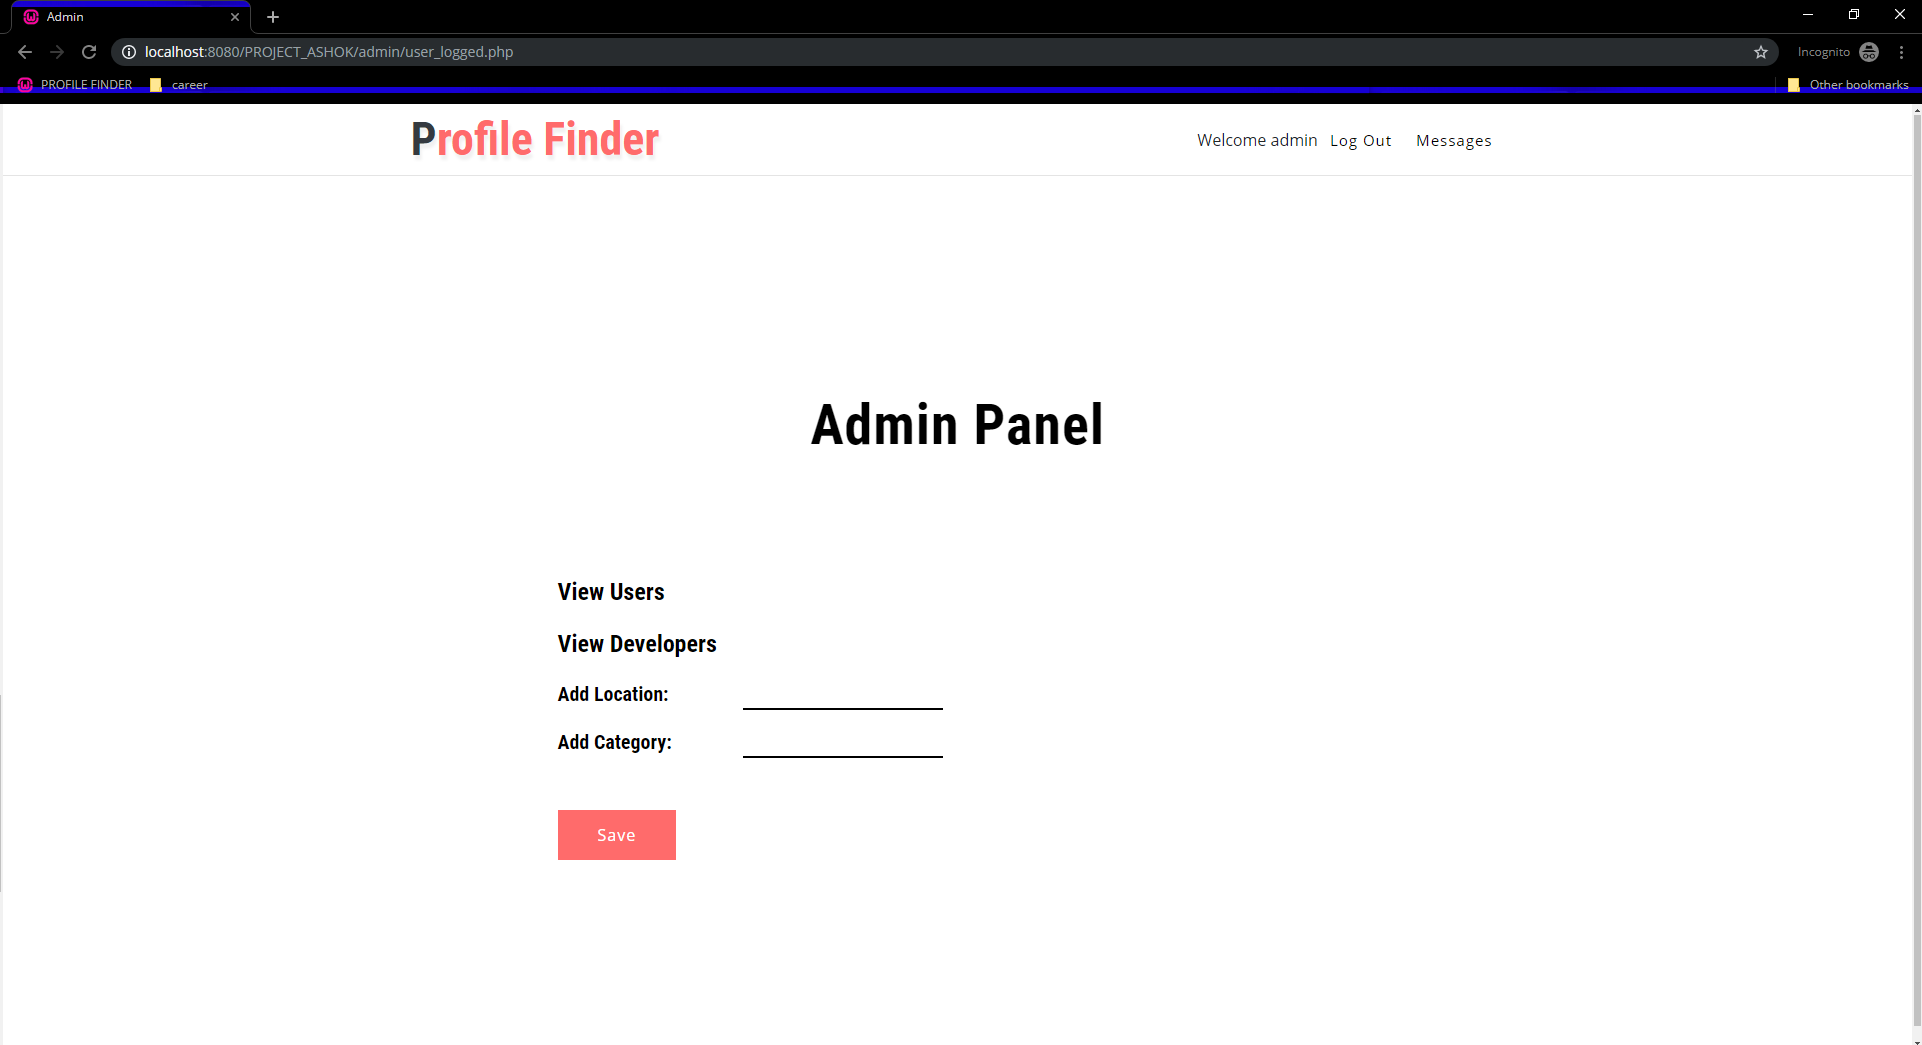 Admin
localhost:8080/PROJECT_ASHOK/admin/user_logged.php
Incognito
PROFILE FINDER
career
Other bookmarks
Profile Finder
Welcome admin Log Out Messages
Admin Panel
View Users
View Developers
Add Location:
Add Category:
Save